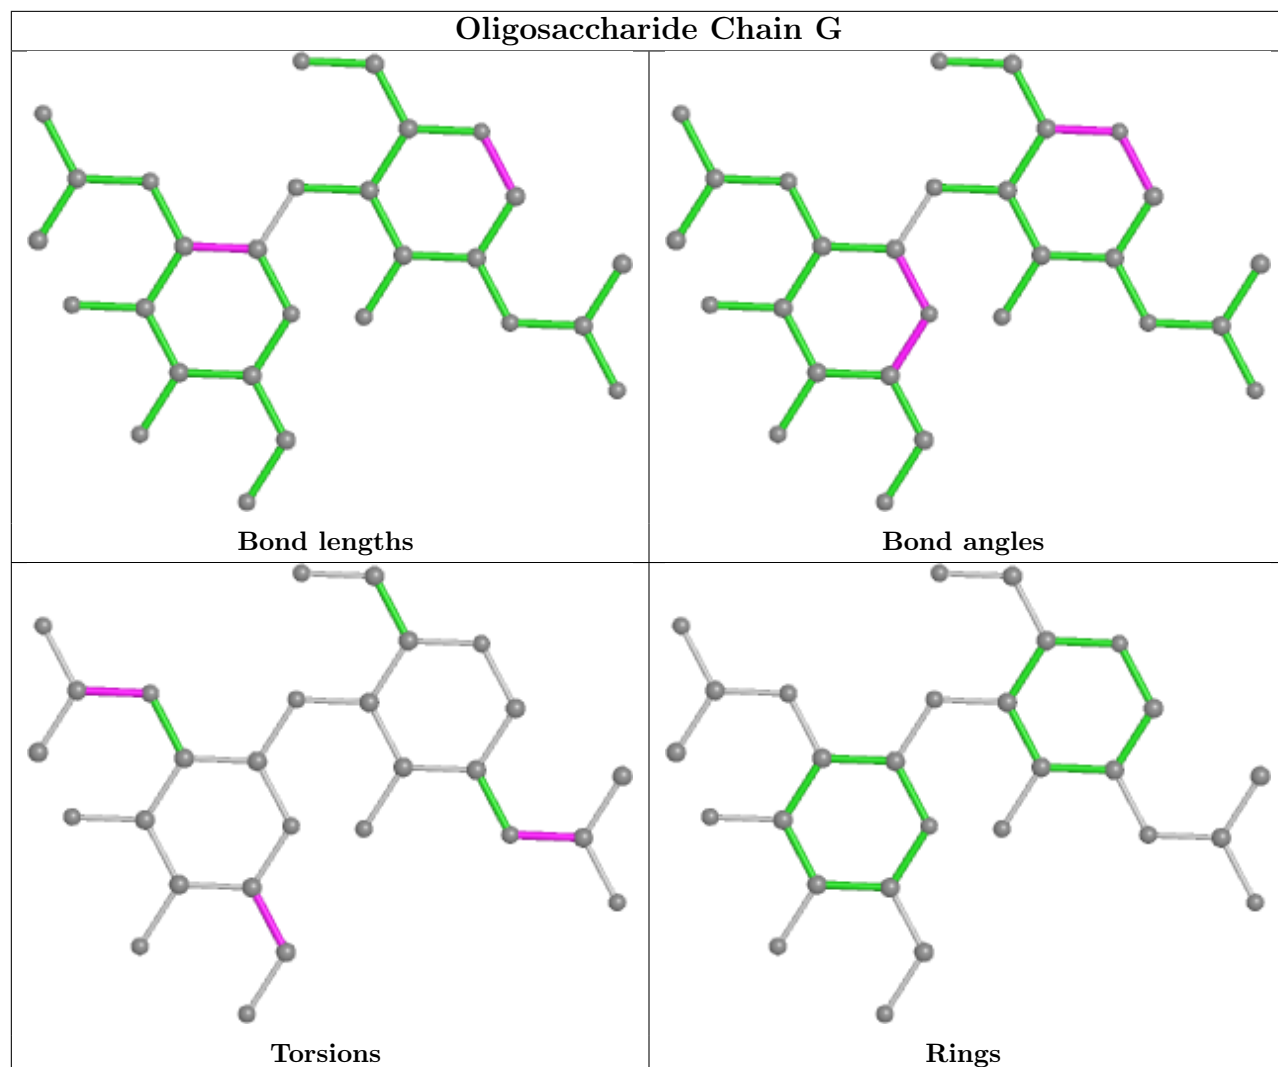 Oligosaccharide Chain G
Bond lengths
Bond angles
Torsions
Rings